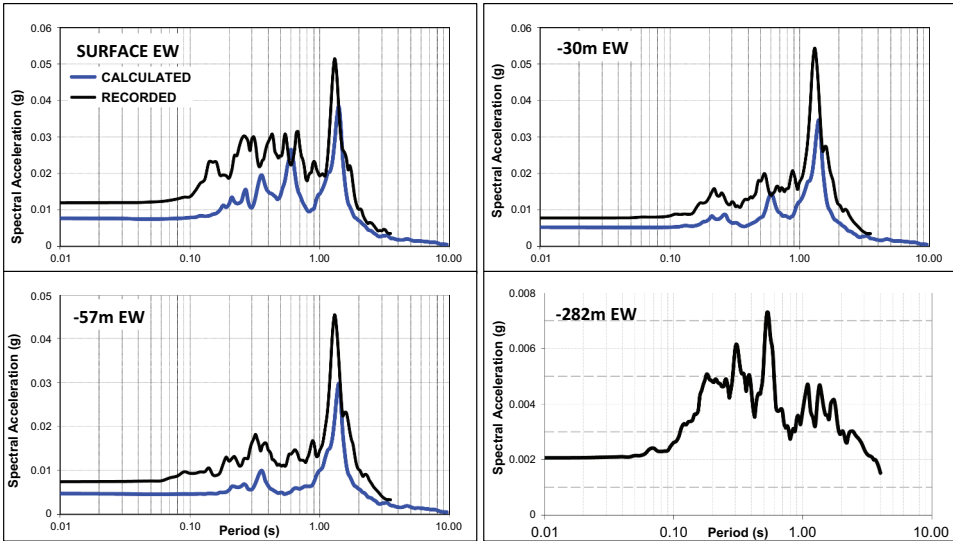 0.06
SURFACE EW
0.05
CALCULATED
RECORDED
0.04
0.03
0.02
0.01
0
Spectral Acceleration (g)
0.01 0.10 1.00 10.00
0.06
-30m EW
0.05
0.04
0.03
0.02
0.01
0
Spectral Acceleration (g)
0.01 0.10 1.00 10.00
0.05
-57m EW
0.04
0.03
0.02
0.01
0.00
Spectral Acceleration (g)
0.01 0.10 1.00 10.00
Period (s)
0.008
-282m EW
0.006
0.004
0.002
0
Spectral Acceleration (g)
0.01 0.10 1.00 10.00
Period (s)